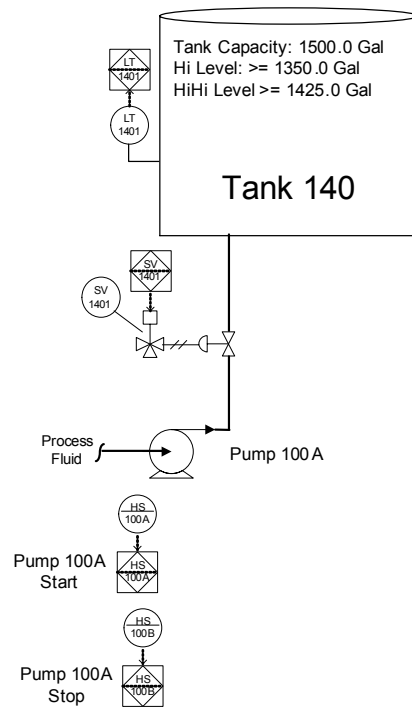 Tank Capacity: 1500.0 Gal
Hi Level: >= 1350.0 Gal
HiHi Level >= 1425.0 Gal
Tank 140
LT
1401
LT
1401
SV
1401
SV
1401
Process
Fluid
Pump 100A
HS
100A
Pump 100A
Start
HS
100A
HS
100B
Pump 100A
Stop
HS
100B